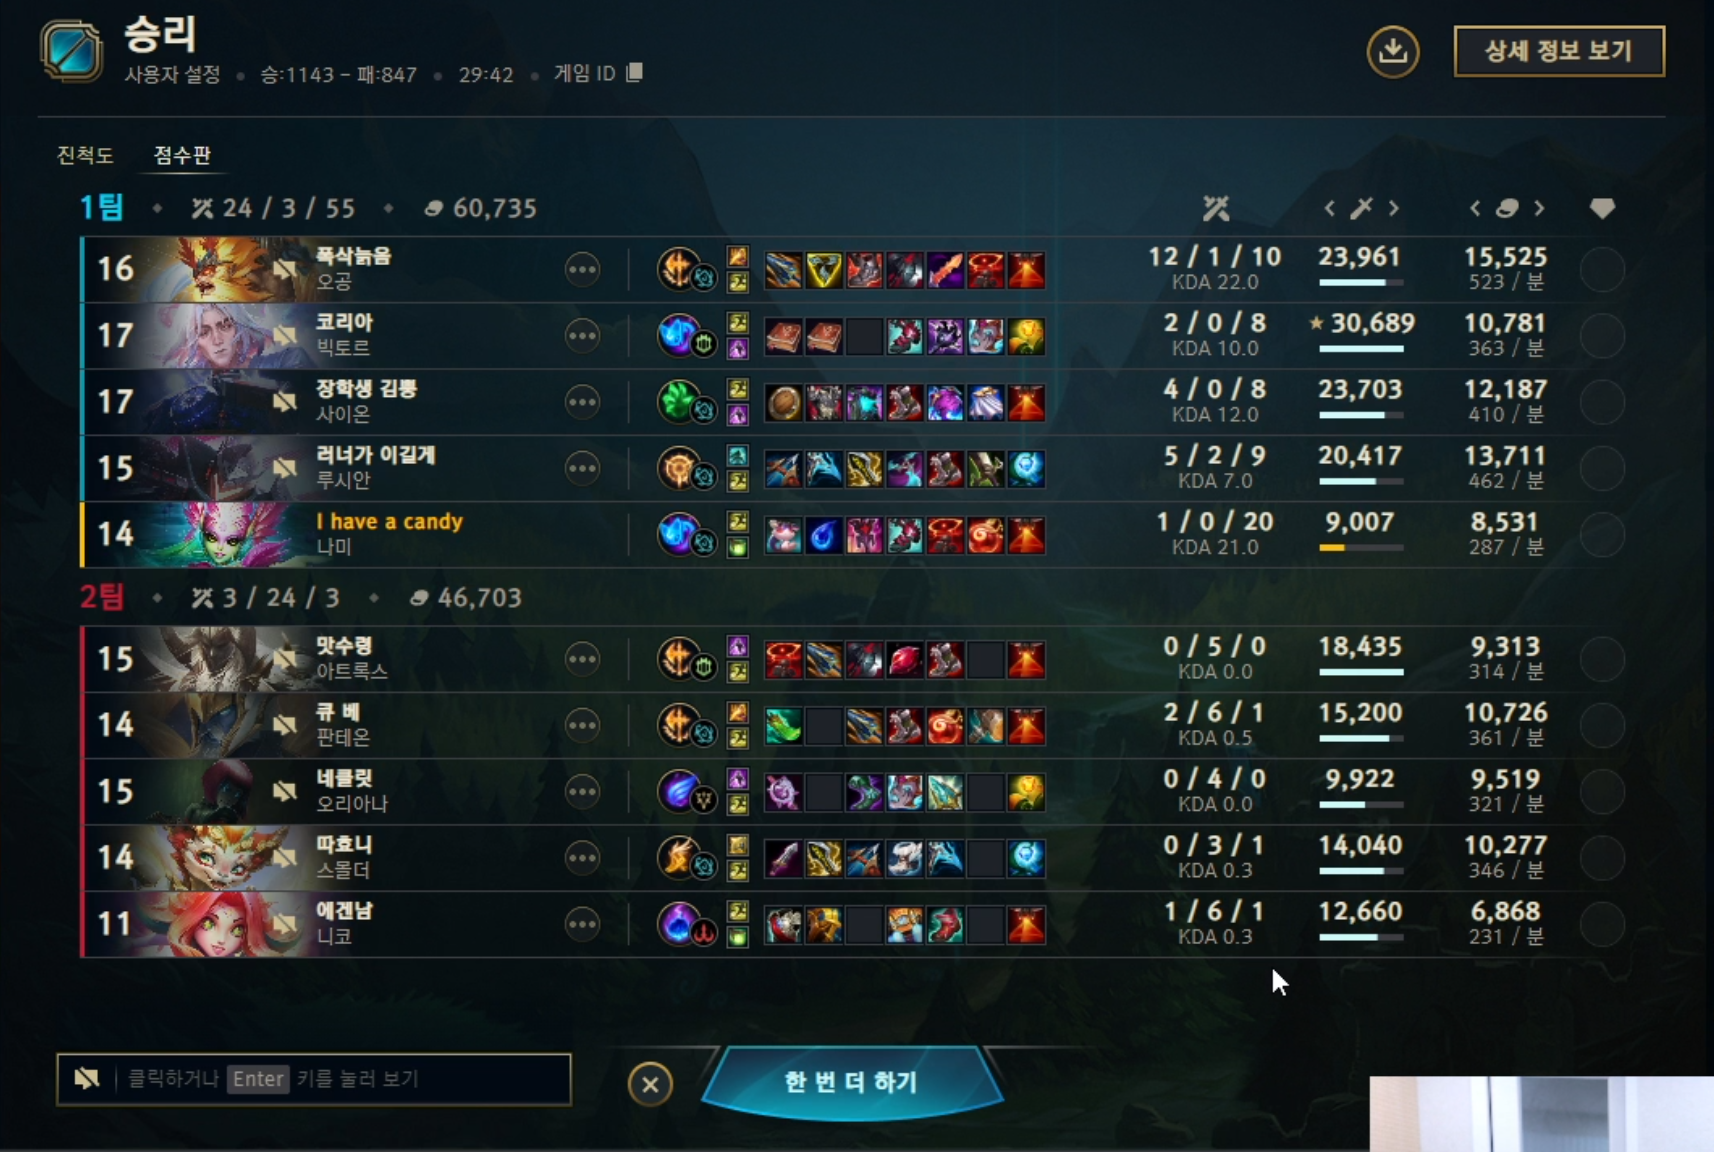 승리
사용자 설정 • 승:1143 – 패:847 • 29:42 • 게임 ID
상세 정보 보기
진척도 점수판
1팀 • 24 / 3 / 55 • 60,735
16 폭삭늙음 12 / 1 / 10 23,961 15,525
오공 KDA 22.0 523 / 분
17 코리아 2 / 0 / 8 30,689 10,781
빅토르 KDA 10.0 363 / 분
17 장학생 김뽕 4 / 0 / 8 23,703 12,187
사이온 KDA 12.0 410 / 분
15 러너가 이길게 5 / 2 / 9 20,417 13,711
루시안 KDA 7.0 462 / 분
14 I have a candy 1 / 0 / 20 9,007 8,531
나미 KDA 21.0 287 / 분
2팀 • 3 / 24 / 3 • 46,703
15 맛수령 0 / 5 / 0 18,435 9,313
아트록스 KDA 0.0 314 / 분
14 큐 베 2 / 6 / 1 15,200 10,726
판테온 KDA 0.5 361 / 분
15 네클릿 0 / 4 / 0 9,922 9,519
오리아나 KDA 0.0 321 / 분
14 따효니 0 / 3 / 1 14,040 10,277
스몰더 KDA 0.3 346 / 분
11 에겐남 1 / 6 / 1 12,660 6,868
니코 KDA 0.3 231 / 분
클릭하거나 Enter 키를 눌러 보기
한 번 더 하기